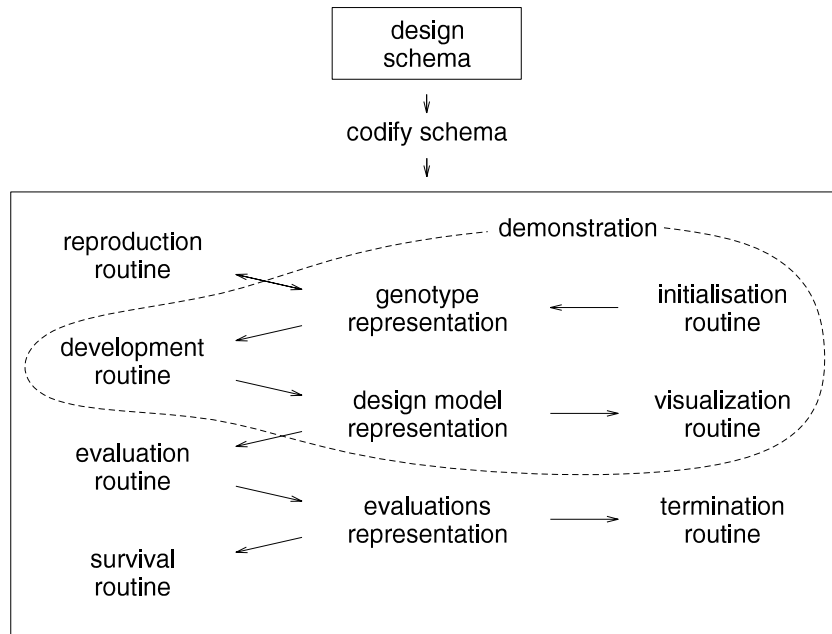 design
schema
codify schema
demonstration
reproduction
routine
genotype
representation
initialisation
routine
development
routine
design model
representation
visualization
routine
evaluation
routine
evaluations
representation
termination
routine
survival
routine